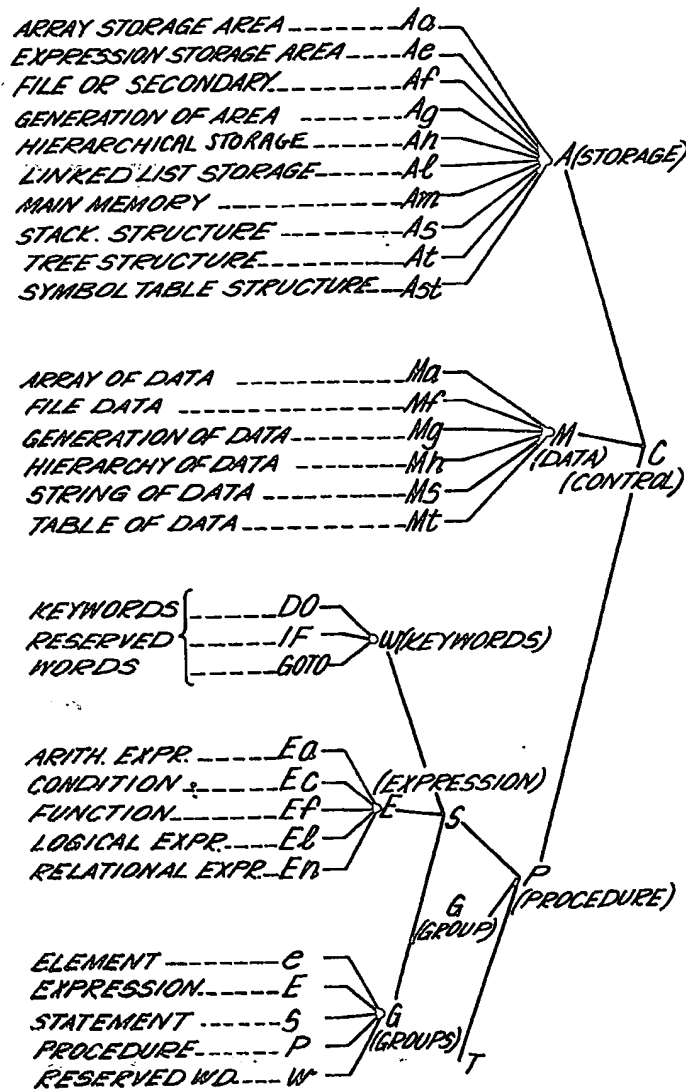 ARRAY STORAGE AREA ----- Aa
EXPRESSION STORAGE AREA --- Ae
FILE OR SECONDARY ------ Af
GENERATION OF AREA ----- Ag
HIERARCHICAL STORAGE ----- Ah
LINKED LIST STORAGE ------ Al
A(STORAGE)
MAIN MEMORY --------- Am
STACK. STRUCTURE ------- As
TREE STRUCTURE -------- At
SYMBOL TABLE STRUCTURE --- Ast
ARRAY OF DATA --------- Ma
FILE DATA ----------- Mf
GENERATION OF DATA ------ Mg
M
(DATA)
HIERARCHY OF DATA ------ Mh
STRING OF DATA -------- Ms
TABLE OF DATA --------- Mt
C
(CONTROL)
KEYWORDS ---- DO
RESERVED ---- IF
WORDS ---- GOTO
W(KEYWORDS)
ARITH. EXPR. ----- Ea
CONDITION ------ Ec
(EXPRESSION)
FUNCTION ------ Ef
E
S
LOGICAL EXPR. --- El
RELATIONAL EXPR. -- En
P
(PROCEDURE)
G
(GROUP)
ELEMENT ------ e
EXPRESSION ----- E
STATEMENT ----- S
G
(GROUPS)
PROCEDURE ----- P
RESERVED WD. ---- W
T